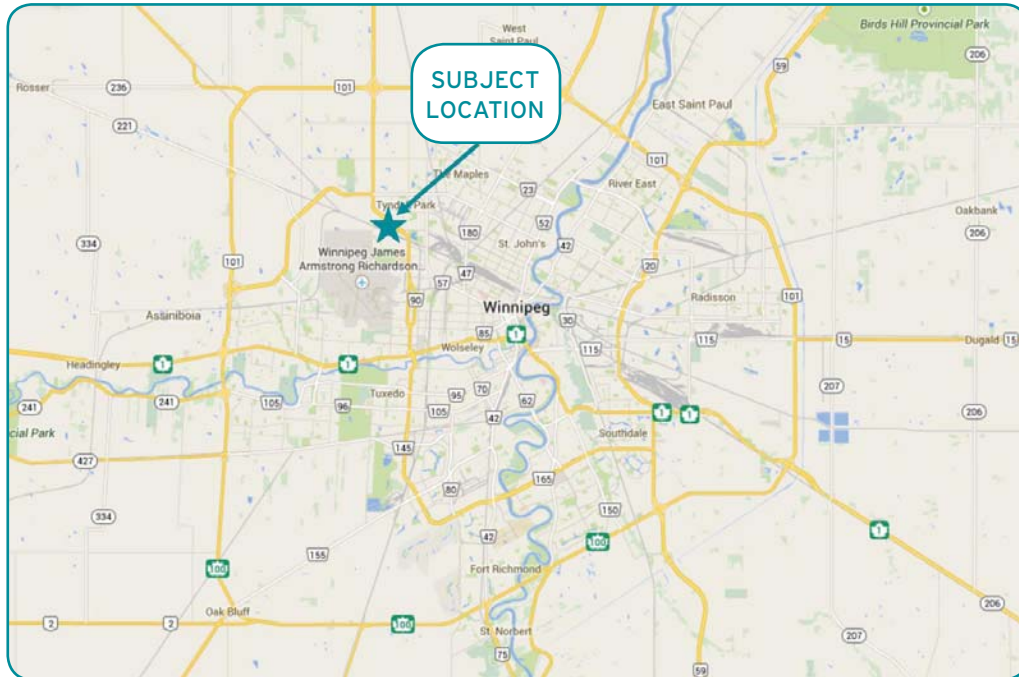 Birds Hill Provincial Park
West
Saint Paul
206
59
SUBJECT
LOCATION
Rosser
236
101
101
East Saint Paul
221
101
The Maples
River East
23
Tyndall Park
Oakbank
206
52
180
St. John's
42
334
Winnipeg James
Armstrong Richardson...
101
20
47
57
90
Radisson
101
Assiniboia
Winnipeg
30
85
1
115
115
15
Dugald
15
Wolseley
Headingley
1
1
207
Tuxedo
70
95
241
241
105
96
105
62
42
1
1
206
cial Park
Southdale
145
427
165
80
334
150
1
42
100
155
100
Fort Richmond
206
Oak Bluff
2
2
100
St. Norbert
207
75
59